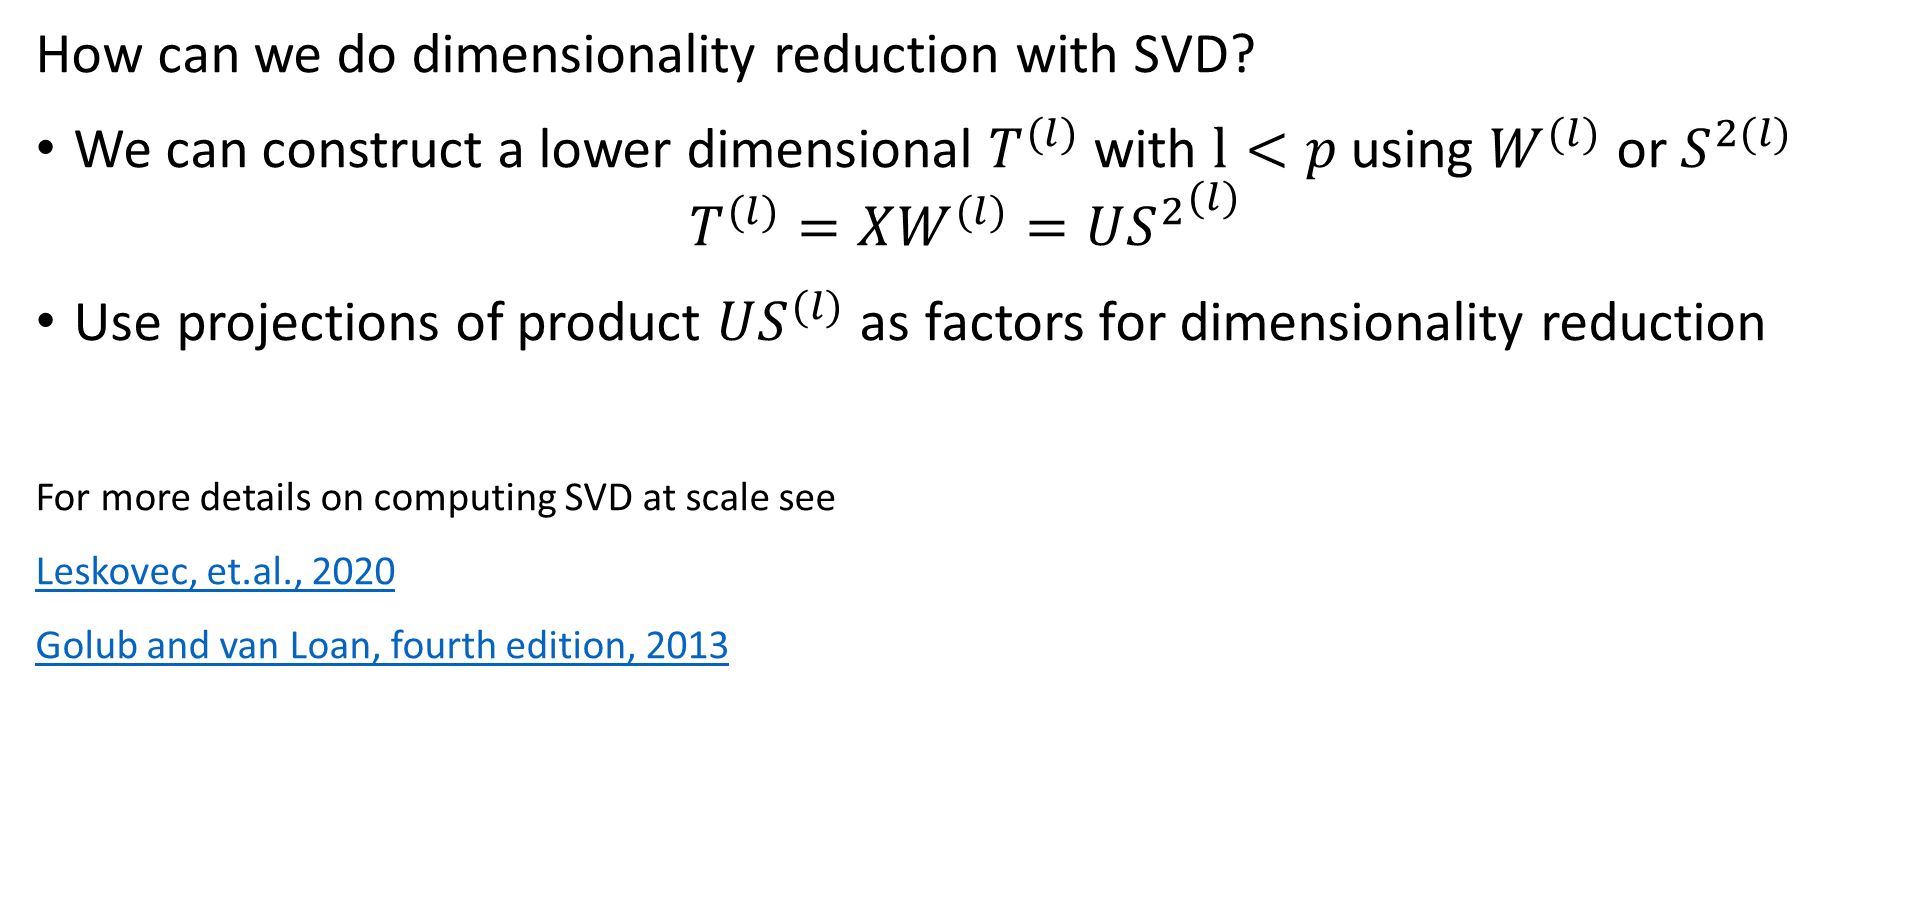 How can we do dimensionality reduction with SVD?
• We can construct a lower dimensional T^(l) with l < p using W^(l) or S^2(l)
T^(l) = XW^(l) = US^2^(l)
• Use projections of product US^(l) as factors for dimensionality reduction
For more details on computing SVD at scale see
Leskovec, et.al., 2020
Golub and van Loan, fourth edition, 2013